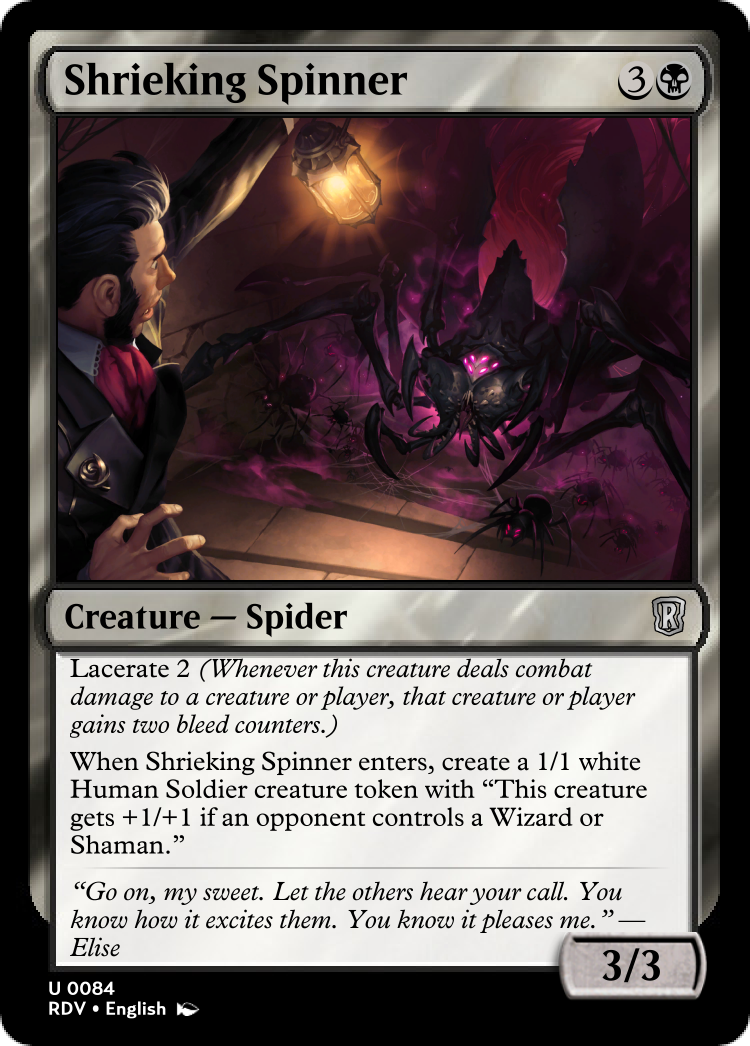 Shrieking Spinner
3
Creature — Spider
R
Lacerate 2 (Whenever this creature deals combat
damage to a creature or player, that creature or player
gains two bleed counters.)
When Shrieking Spinner enters, create a 1/1 white
Human Soldier creature token with “This creature
gets +1/+1 if an opponent controls a Wizard or
Shaman.”
“Go on, my sweet. Let the others hear your call. You
know how it excites them. You know it pleases me.” —
Elise
3/3
U 0084
RDV • English